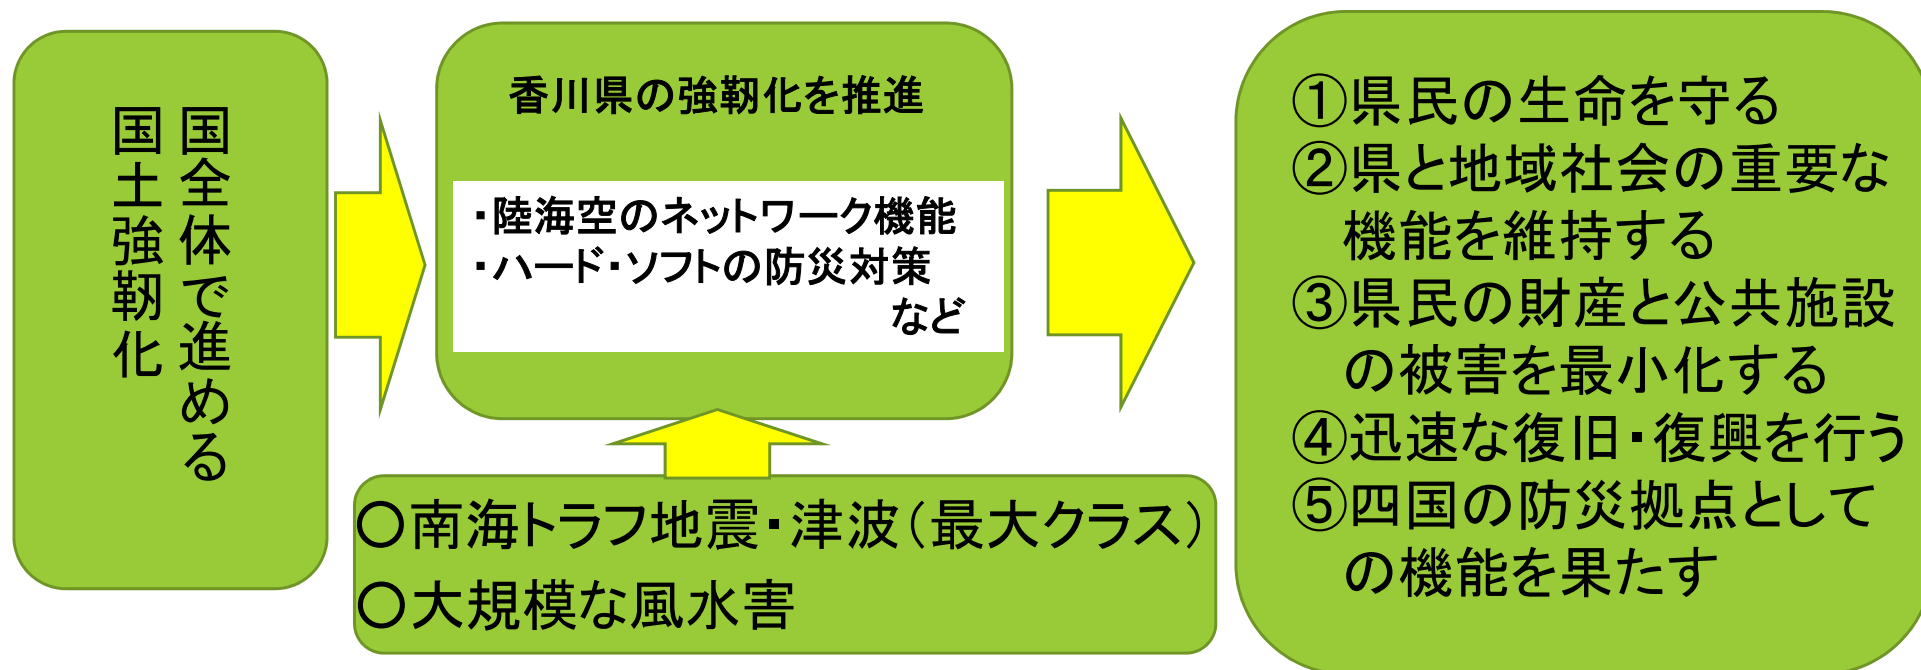 国全体で進める
国土強靭化
香川県の強靭化を推進
・陸海空のネットワーク機能
・ハード・ソフトの防災対策
など
○南海トラフ地震・津波（最大クラス）
○大規模な風水害
①県民の生命を守る
②県と地域社会の重要な
機能を維持する
③県民の財産と公共施設
の被害を最小化する
④迅速な復旧・復興を行う
⑤四国の防災拠点として
の機能を果たす